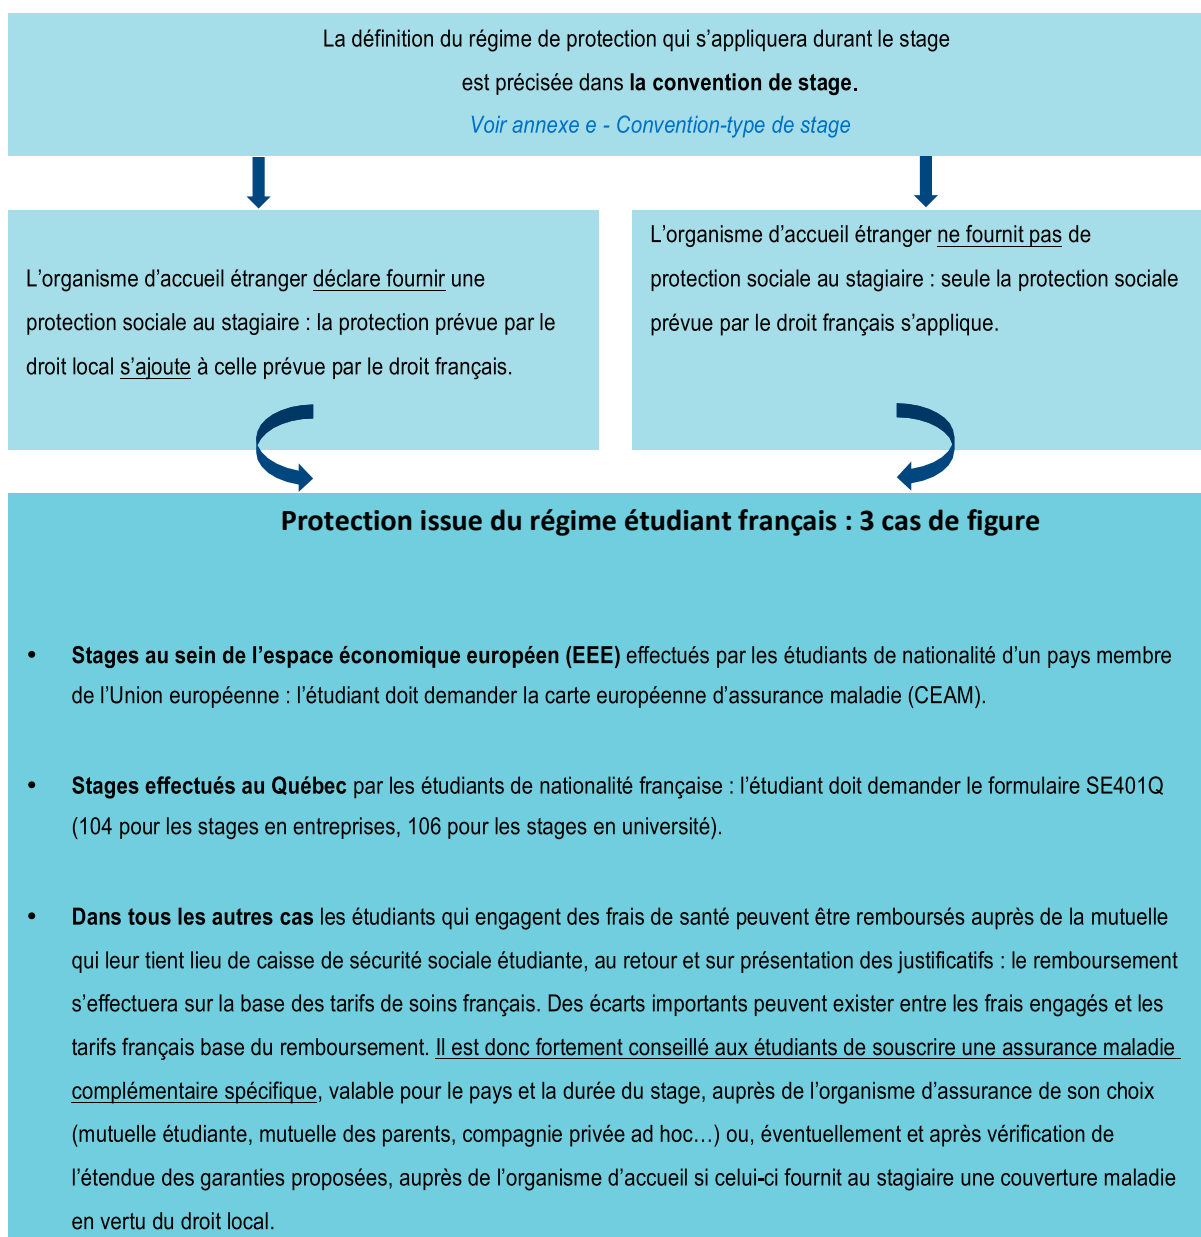 La définition du régime de protection qui s’appliquera durant le stage
est précisée dans la convention de stage.
Voir annexe e - Convention-type de stage
L’organisme d’accueil étranger déclare fournir une
protection sociale au stagiaire : la protection prévue par le
droit local s’ajoute à celle prévue par le droit français.
L’organisme d’accueil étranger ne fournit pas de
protection sociale au stagiaire : seule la protection sociale
prévue par le droit français s’applique.
Protection issue du régime étudiant français : 3 cas de figure
• Stages au sein de l’espace économique européen (EEE) effectués par les étudiants de nationalité d’un pays membre
de l’Union européenne : l’étudiant doit demander la carte européenne d’assurance maladie (CEAM).
• Stages effectués au Québec par les étudiants de nationalité française : l’étudiant doit demander le formulaire SE401Q
(104 pour les stages en entreprises, 106 pour les stages en université).
• Dans tous les autres cas les étudiants qui engagent des frais de santé peuvent être remboursés auprès de la mutuelle
qui leur tient lieu de caisse de sécurité sociale étudiante, au retour et sur présentation des justificatifs : le remboursement
s’effectuera sur la base des tarifs de soins français. Des écarts importants peuvent exister entre les frais engagés et les
tarifs français base du remboursement. Il est donc fortement conseillé aux étudiants de souscrire une assurance maladie
complémentaire spécifique, valable pour le pays et la durée du stage, auprès de l’organisme d’assurance de son choix
(mutuelle étudiante, mutuelle des parents, compagnie privée ad hoc…) ou, éventuellement et après vérification de
l’étendue des garanties proposées, auprès de l’organisme d’accueil si celui-ci fournit au stagiaire une couverture maladie
en vertu du droit local.